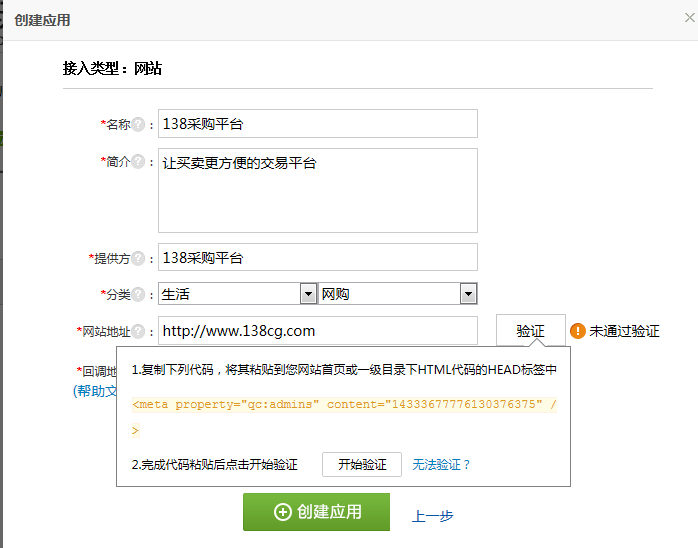 创建应用
接入类型：网站
*名称?：138采购平台
*简介?：让买卖更方便的交易平台
*提供方?：138采购平台
*分类?：生活 网购
*网站地址?：http://www.138cg.com 验证 ! 未通过验证
*回调地
(帮助文
1.复制下列代码，将其粘贴到您网站首页或一级目录下HTML代码的HEAD标签中
<meta property="qc:admins" content="14333677776130376375" /
>
2.完成代码粘贴后点击开始验证 开始验证 无法验证？
创建应用 上一步